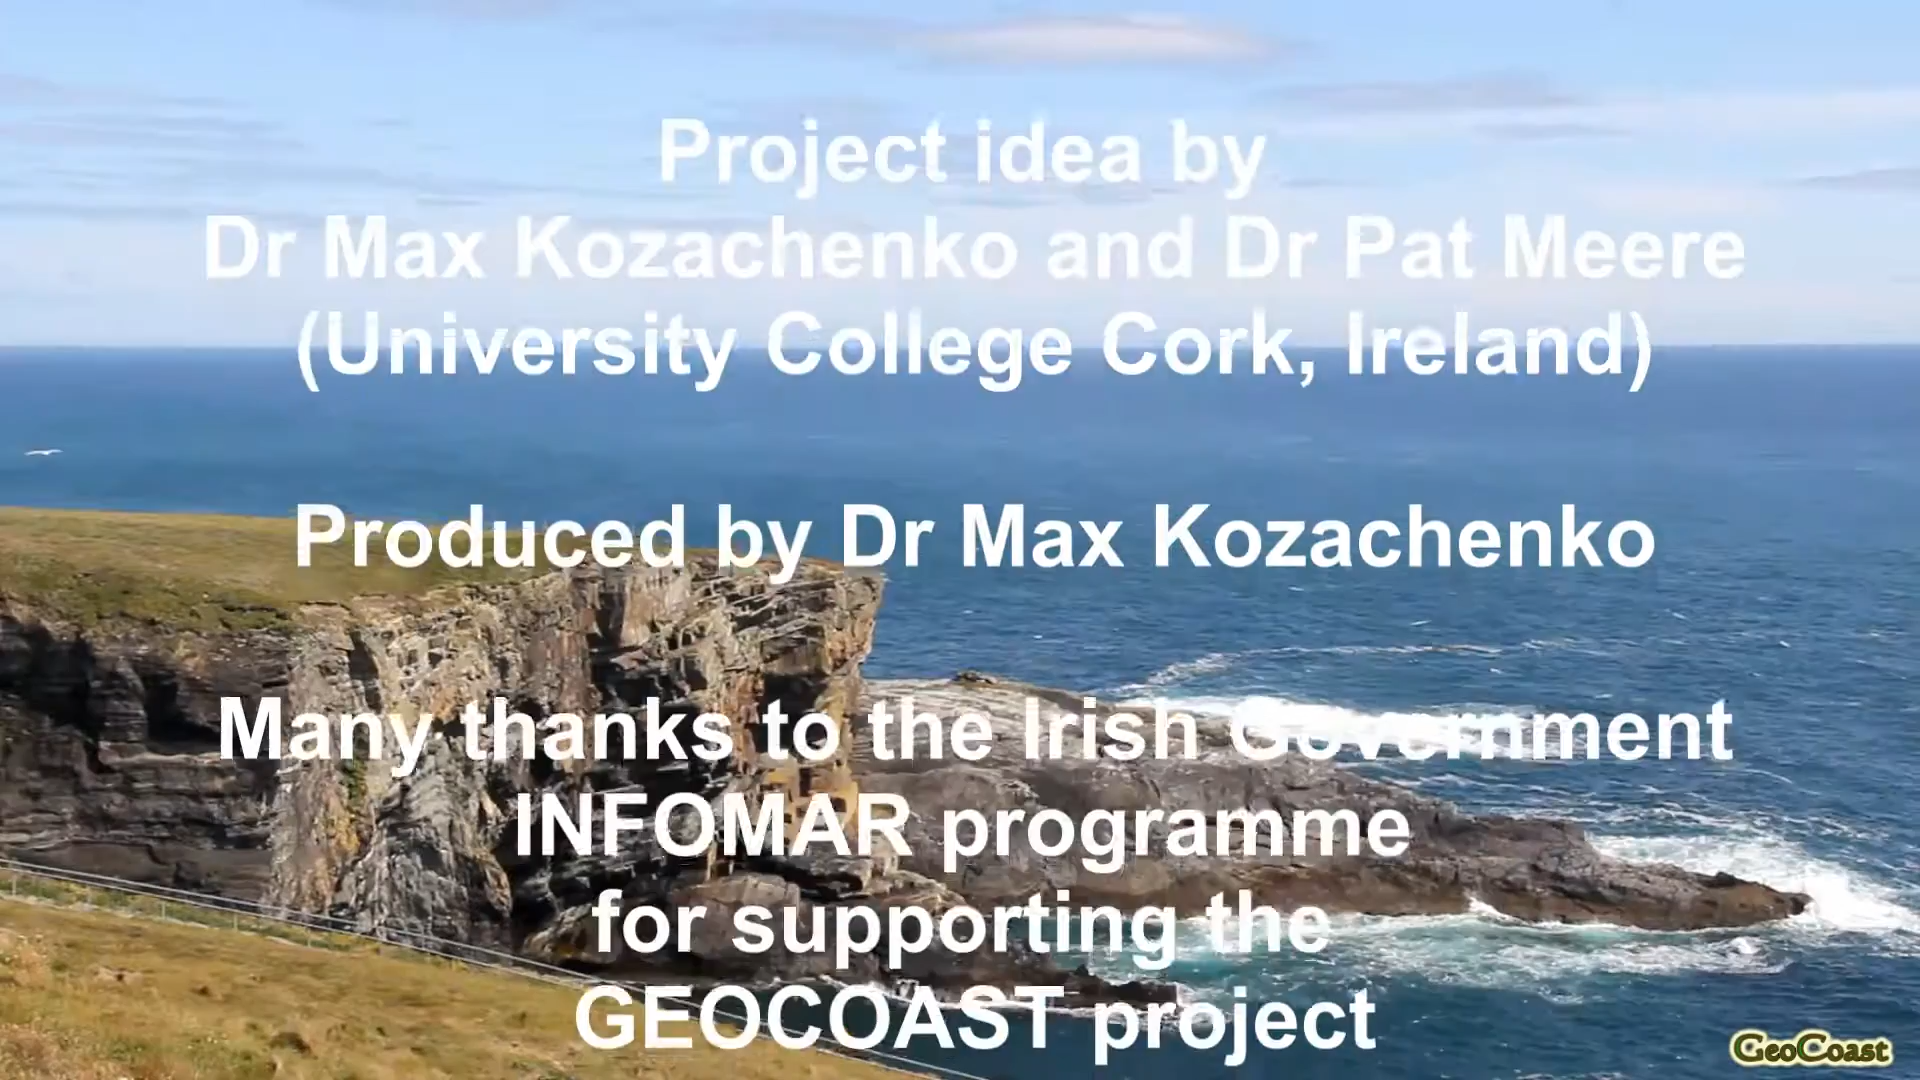 Project idea by
Dr Max Kozachenko and Dr Pat Meere
(University College Cork, Ireland)
Produced by Dr Max Kozachenko
Many thanks to the Irish Government
INFOMAR programme
for supporting the
GEOCOAST project
GeoCoast